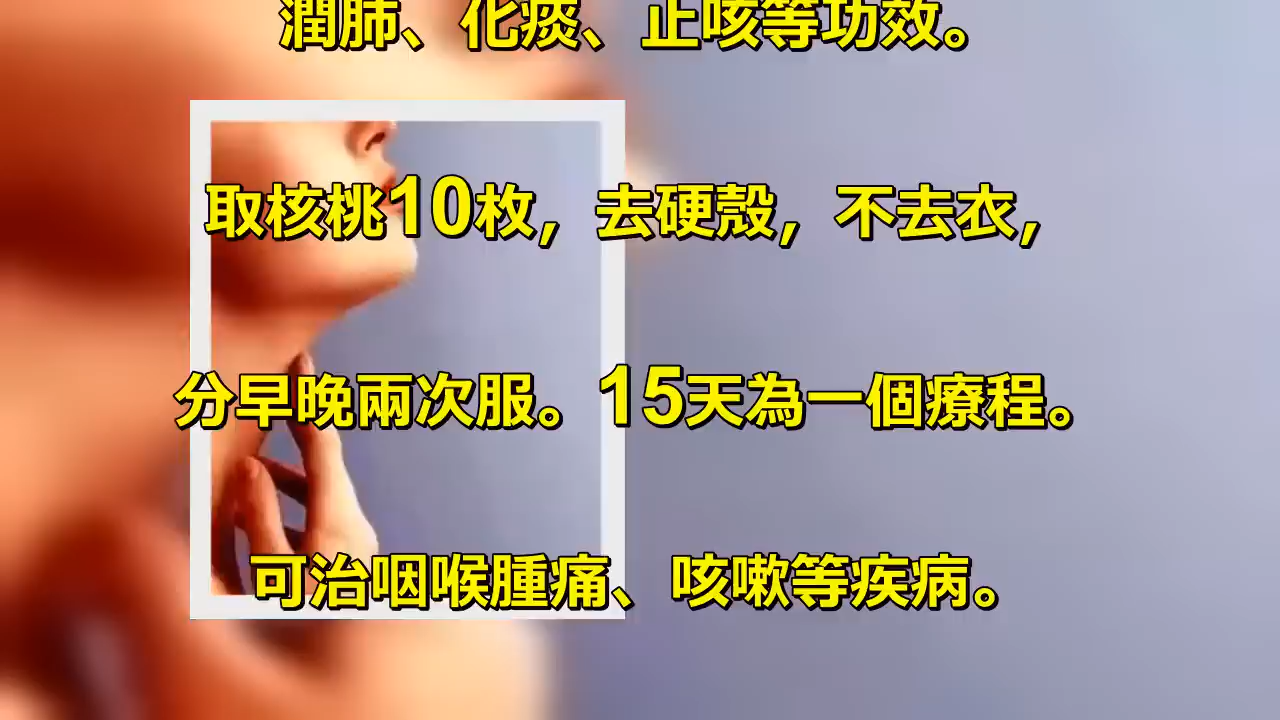 潤肺、化痰、止咳等功效。
取核桃10枚，去硬殼，不去衣，
分早晚兩次服。15天為一個療程。
可治咽喉腫痛、咳嗽等疾病。